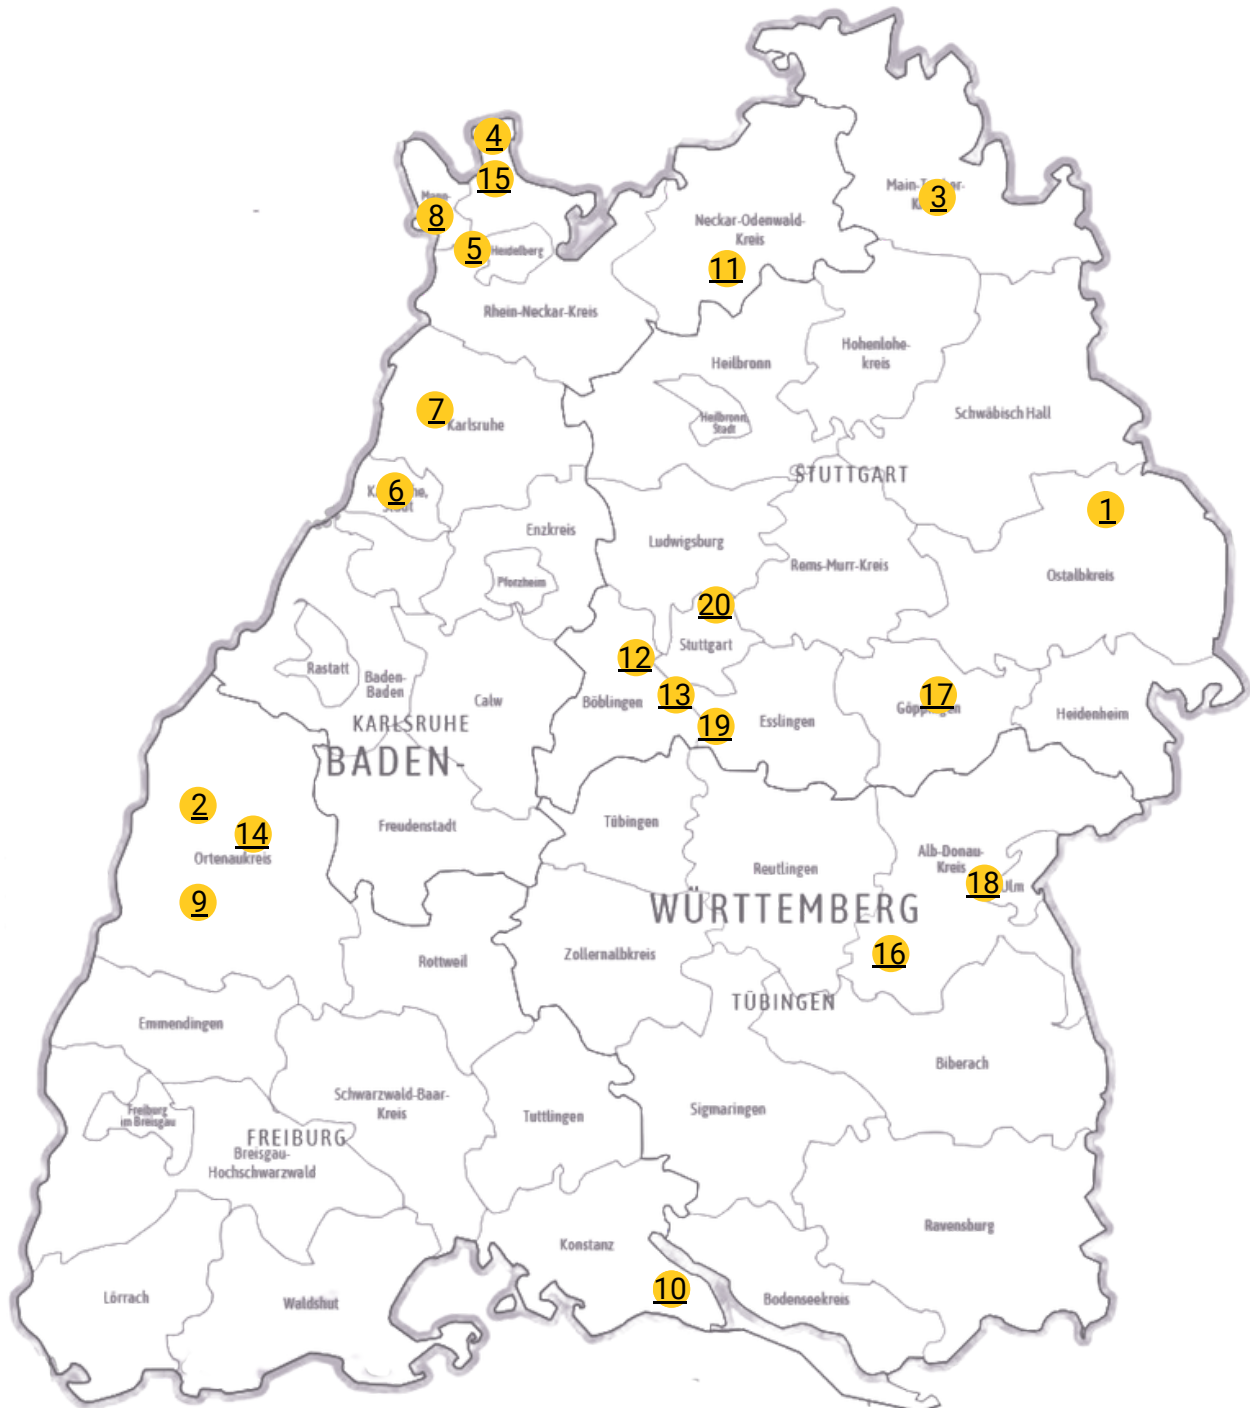 4
15
Main-Tauber-
3
8
Neckar-Odenwald-
Kreis
5
Heidelberg
11
Rhein-Neckar-Kreis
Hohenlohe-
kreis
Heilbronn
7
Karlsruhe
Schwäbisch Hall
Heilbronn,
Stadt
STUTTGART
6
Stadt
1
Enzkreis
Ludwigsburg
Rems-Murr-Kreis
Ostalbkreis
Pforzheim
20
Stuttgart
12
Rastatt
Baden-
Baden
Calw
Böblingen
13
17
Göppingen
Heidenheim
KARLSRUHE
19
Esslingen
BADEN-
2
14
Freudenstadt
Tübingen
Ortenaukreis
Alb-Donau-
Kreis
Reutlingen
18
Ulm
9
WÜRTTEMBERG
Zollernalbkreis
16
Rottweil
TÜBINGEN
Emmendingen
Biberach
Schwarzwald-Baar-
Kreis
Freiburg
im Breisgau
Tuttlingen
Sigmaringen
FREIBURG
Breisgau-
Hochschwarzwald
Ravensburg
Konstanz
10
Lörrach
Waldshut
Bodenseekreis